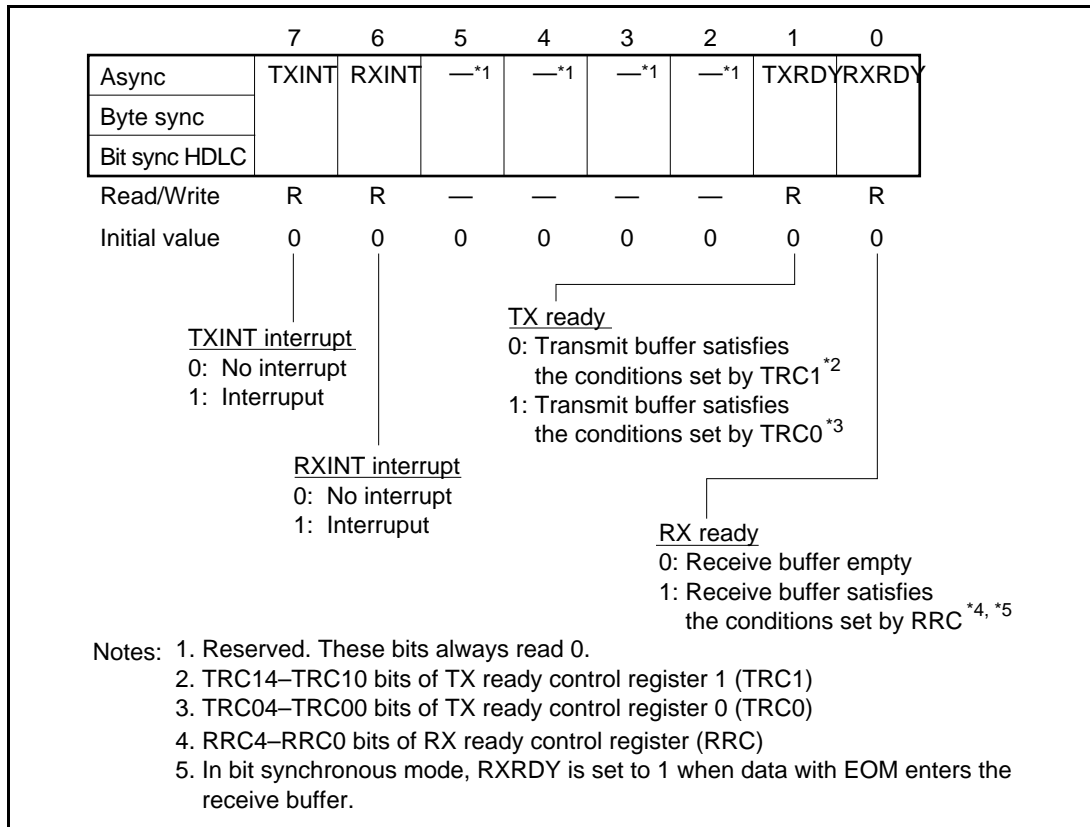 7 6 5 4 3 2 1 0
Async TXINT RXINT —*1 —*1 —*1 —*1 TXRDY RXRDY
Byte sync
Bit sync HDLC
Read/Write R R — — — — R R
Initial value 0 0 0 0 0 0 0 0
TXINT interrupt
0: No interrupt
1: Interruput
RXINT interrupt
0: No interrupt
1: Interruput
TX ready
0: Transmit buffer satisfies
the conditions set by TRC1*2
1: Transmit buffer satisfies
the conditions set by TRC0*3
RX ready
0: Receive buffer empty
1: Receive buffer satisfies
the conditions set by RRC*4, *5
Notes: 1. Reserved. These bits always read 0.
2. TRC14–TRC10 bits of TX ready control register 1 (TRC1)
3. TRC04–TRC00 bits of TX ready control register 0 (TRC0)
4. RRC4–RRC0 bits of RX ready control register (RRC)
5. In bit synchronous mode, RXRDY is set to 1 when data with EOM enters the
receive buffer.